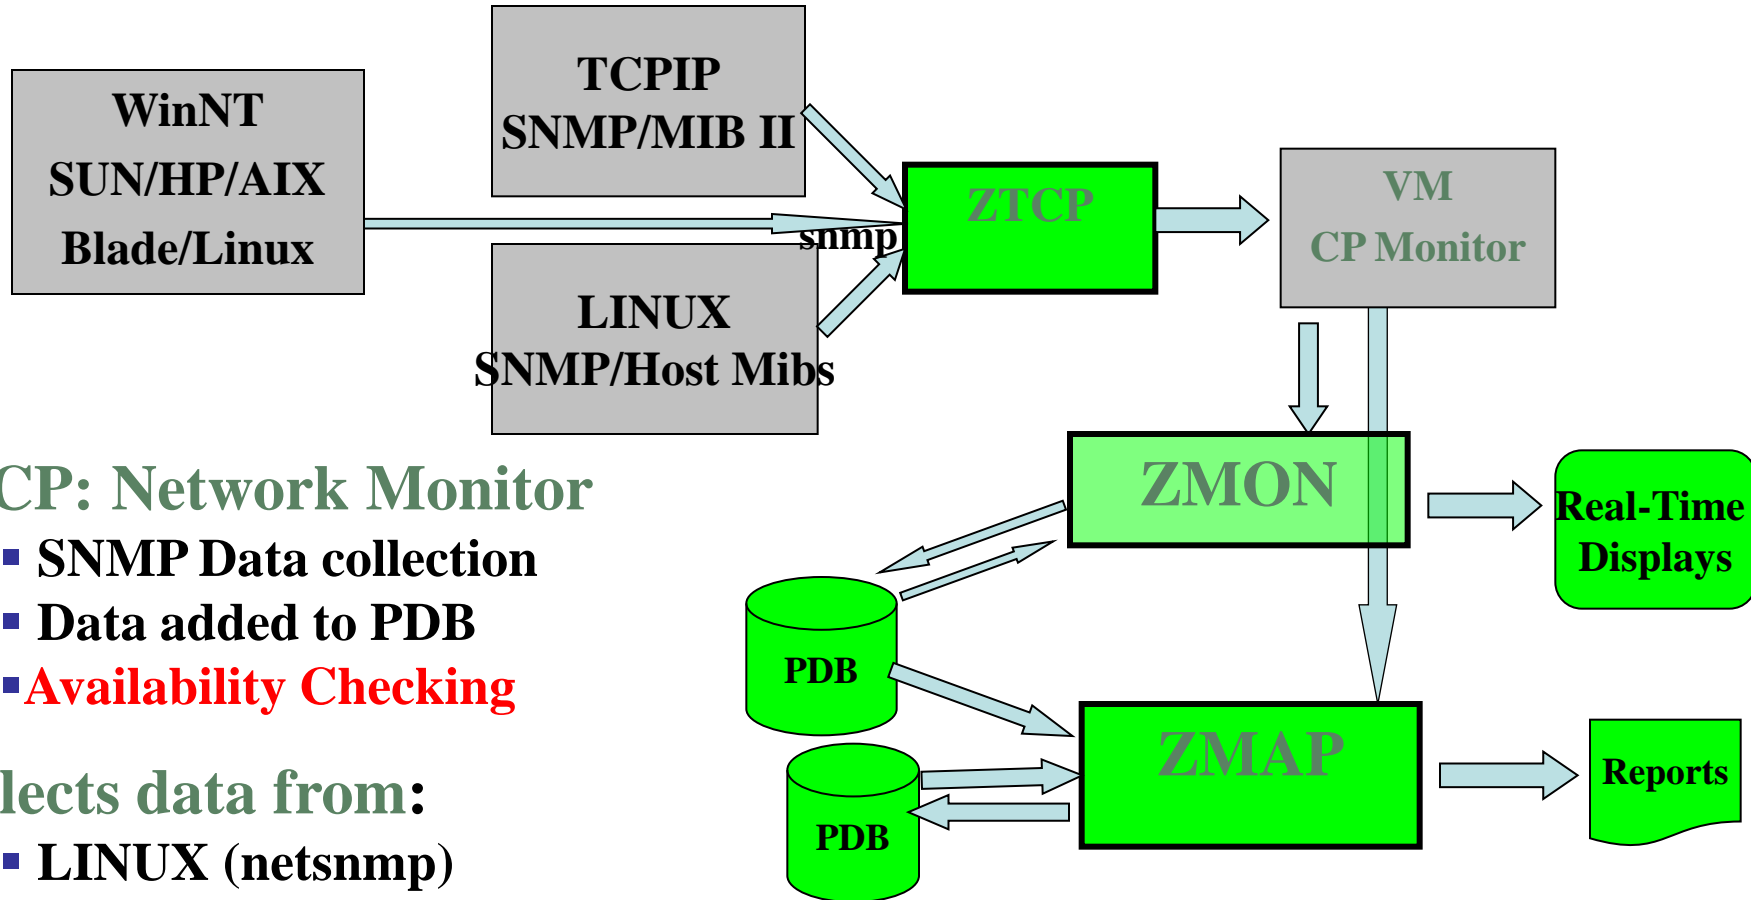 TCPIP
SNMP/MIB II
WinNT
SUN/HP/AIX
Blade/Linux
ZTCP
VM
CP Monitor
snmp
LINUX
SNMP/Host Mibs
CP: Network Monitor
SNMP Data collection
Data added to PDB
Availability Checking
lects data from:
LINUX (netsnmp)
ZMON
Real-Time
Displays
PDB
ZMAP
Reports
PDB